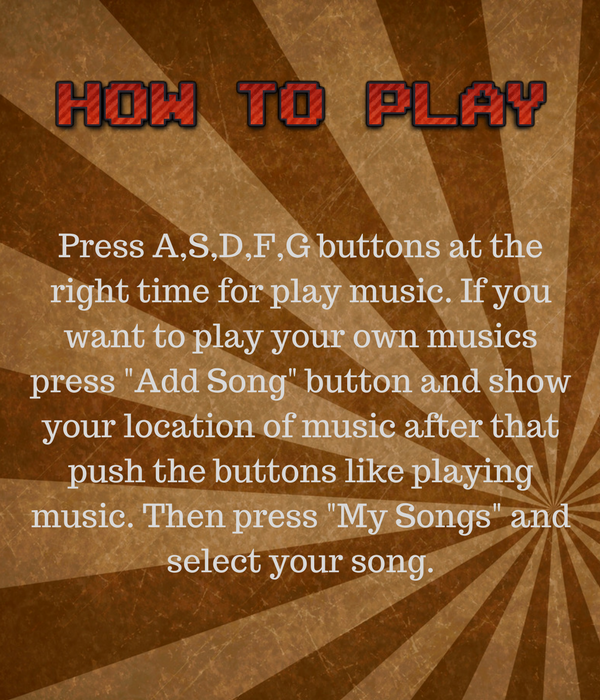 HOW TO PLAY
Press A,S,D,F,G buttons at the
right time for play music. If you
want to play your own musics
press "Add Song" button and show
your location of music after that
push the buttons like playing
music. Then press "My Songs" and
select your song.